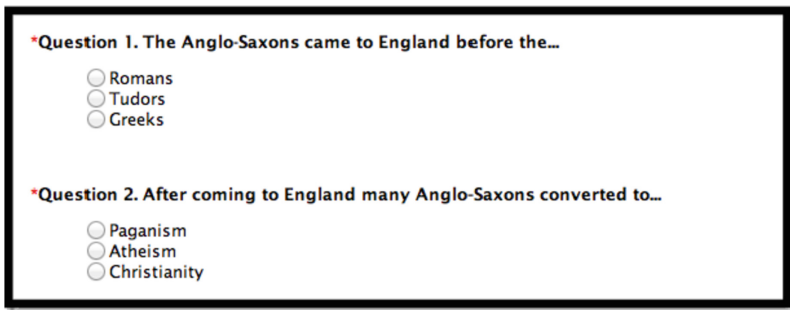 *Question 1. The Anglo-Saxons came to England before the...
Romans
Tudors
Greeks
*Question 2. After coming to England many Anglo-Saxons converted to...
Paganism
Atheism
Christianity